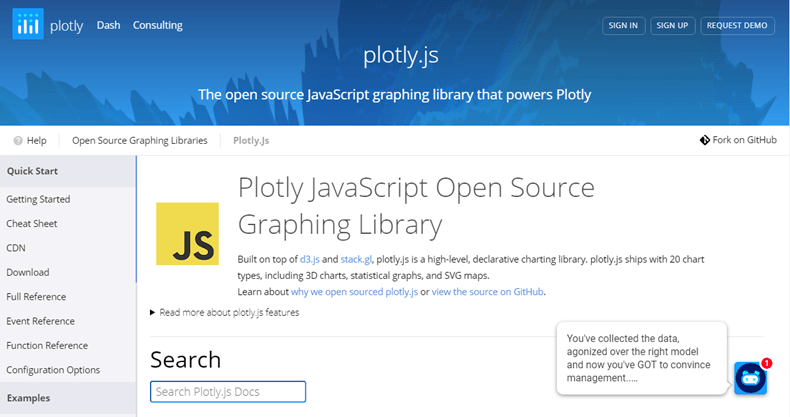 plotly
Dash
Consulting
SIGN IN
SIGN UP
REQUEST DEMO
plotly.js
The open source JavaScript graphing library that powers Plotly
Help
Open Source Graphing Libraries
Plotly.Js
Fork on GitHub
Quick Start
Getting Started
Cheat Sheet
CDN
Download
Full Reference
Event Reference
Function Reference
Configuration Options
Examples
JS
Plotly JavaScript Open Source
Graphing Library
Built on top of d3.js and stack.gl, plotly.js is a high-level, declarative charting library. plotly.js ships with 20 chart
types, including 3D charts, statistical graphs, and SVG maps.
Learn about why we open sourced plotly.js or view the source on GitHub.
Read more about plotly.js features
Search
Search Plotly.js Docs
You've collected the data,
agonized over the right model
and now you've GOT to convince
management.....
1